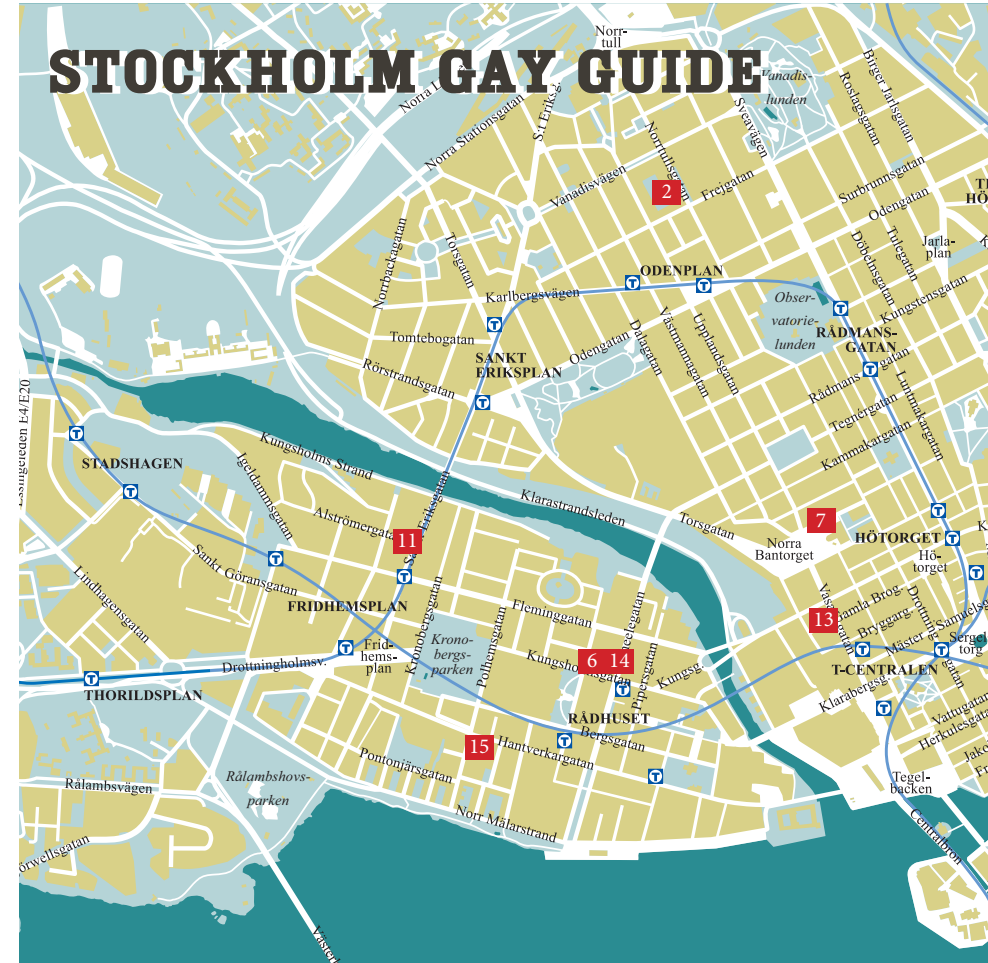 STOCKHOLM GAY GUIDE
Norr-
tull
Vanadis-
lunden
Norra Stationsgatan
S:t Eriksg.
Sveavägen
Roslagsgatan
Birger Jarlsgatan
Norrtullsgatan
2
Vanadisvägen
Frejgatan
Surbrunnsgatan
Odengatan
Jarla-
plan
Norrbackagatan
Torsgatan
Döbelnsgatan
Tulegatan
ODENPLAN
Karlbergsvägen
Obser-
vatorie-
lunden
Kungstensgatan
RÅDMANS-
GATAN
Tomtebogatan
SANKT
ERIKSPLAN
Odengatan
Dalagatan
Västmannagatan
Upplandsgatan
Rörstrandsgatan
Rådmansgatan
Luntmakargatan
Tegnérgatan
Kammakargatan
Essingeleden E4/E20
STADSHAGEN
Kungsholms Strand
Igeldammsgatan
Klarastrandsleden
Torsgatan
7
Alströmergatan
11
Sankt Eriksgatan
Norra
Bantorget
HÖTORGET
Hö-
torget
Sankt Göransgatan
Lindhagensgatan
FRIDHEMSPLAN
Kronobergsgatan
Polhemsgatan
Fleminggatan
Scheelegatan
Vasagatan
Gamla Brog.
13
Bryggarg.
Drottninggatan
Mäster Samuelsg
Sergels
torg
Frid-
hems-
plan
Krono-
bergs-
parken
Drottningholmsv.
Kungsholmsgatan
6 14
Pipersgatan
Kungsg.
T-CENTRALEN
THORILDSPLAN
Klarabergsg.
RÅDHUSET
Bergsgatan
Vattugatan
Herkulesgatan
15
Hantverkargatan
Pontonjärsgatan
Rålambshovs-
parken
Rålambsvägen
Tegel-
backen
Norr Mälarstrand
Centralbron